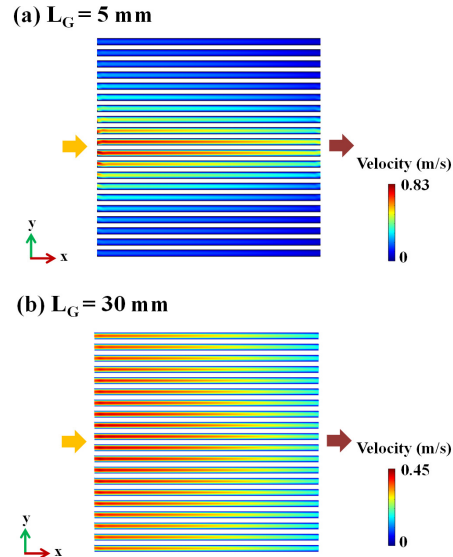 (a) L_G = 5 mm
Velocity (m/s)
0.83
0
y
x
(b) L_G = 30 mm
Velocity (m/s)
0.45
0
y
x